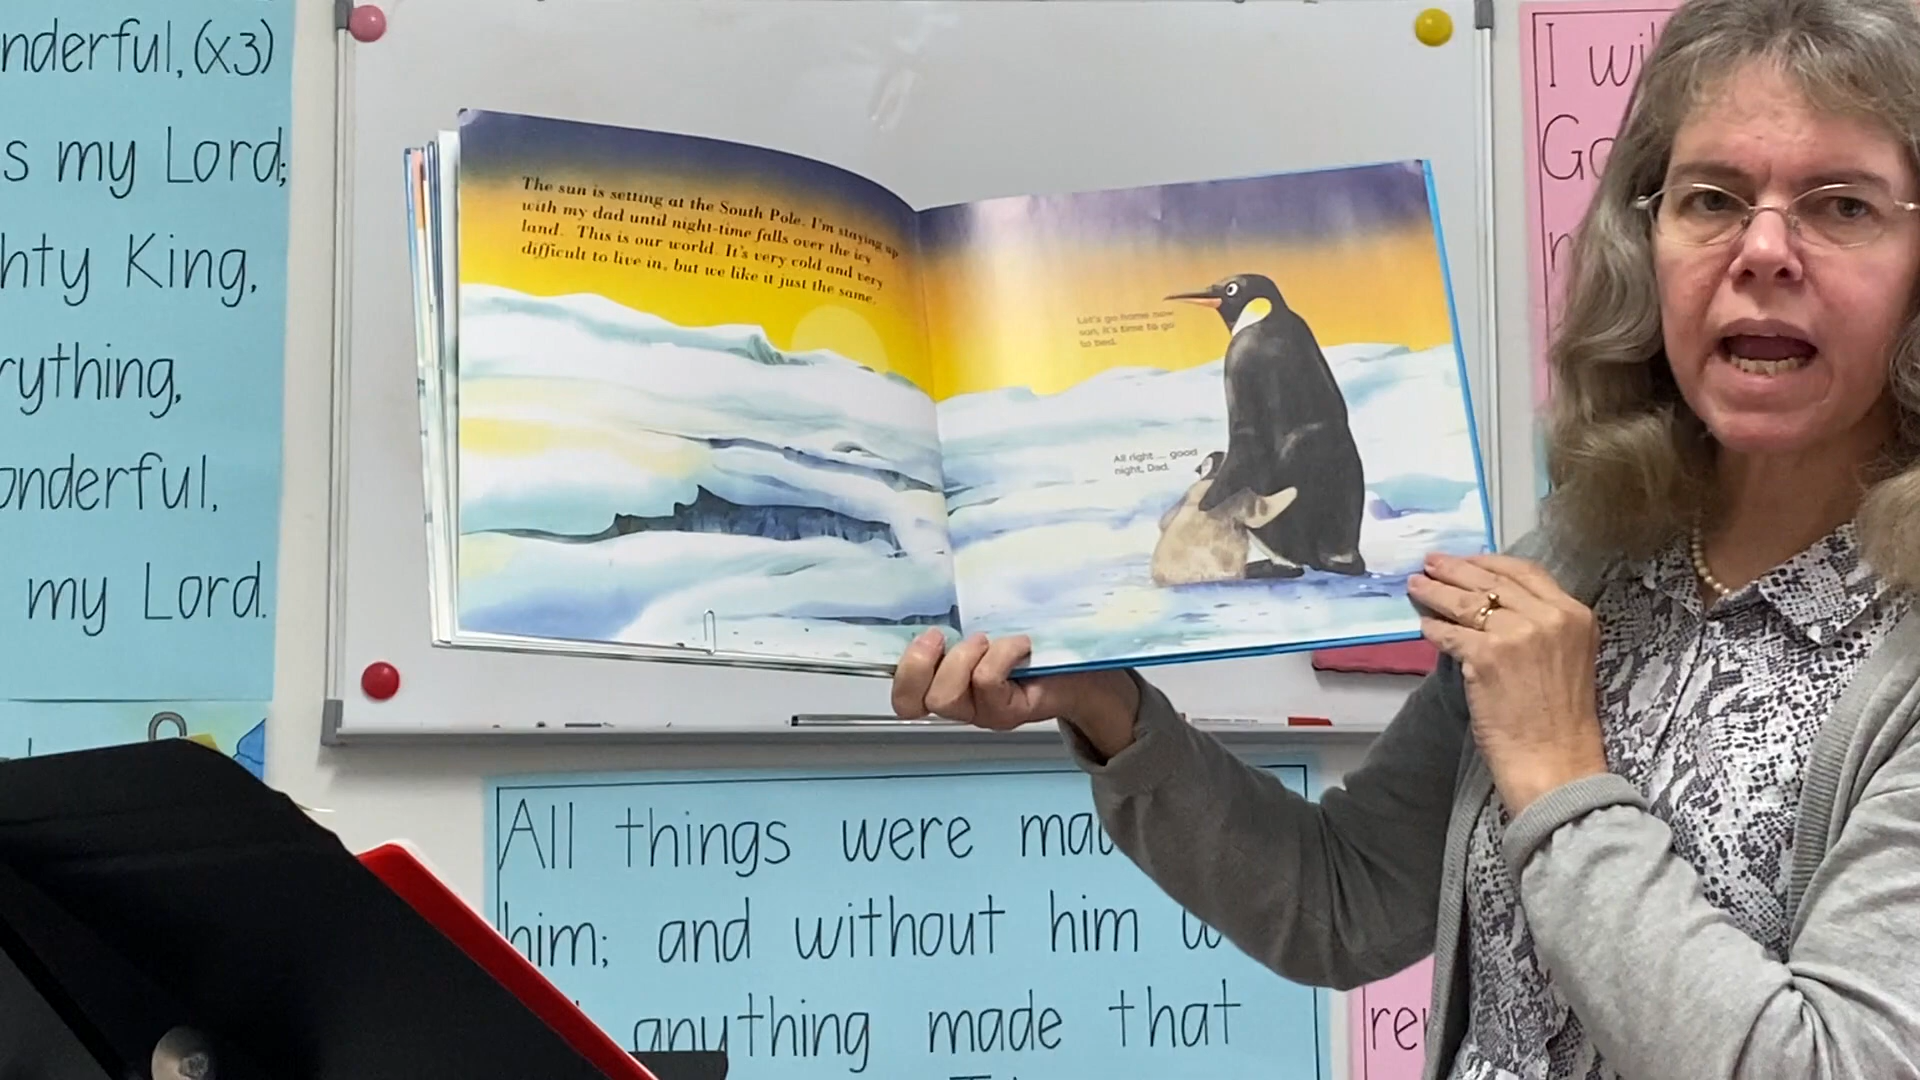 nderful, (x3)
s my Lord;
hty King,
rything,
onderful,
my Lord.
The sun is setting at the South Pole. I'm staying up
with my dad until night-time falls over the icy
land. This is our world. It's very cold and very
difficult to live in, but we like it just the same.
Let's go home now
son, it's time to go
to bed.
All right ... good
night, Dad.
All things were mad
him; and without him w
anything made that
I wil
Go